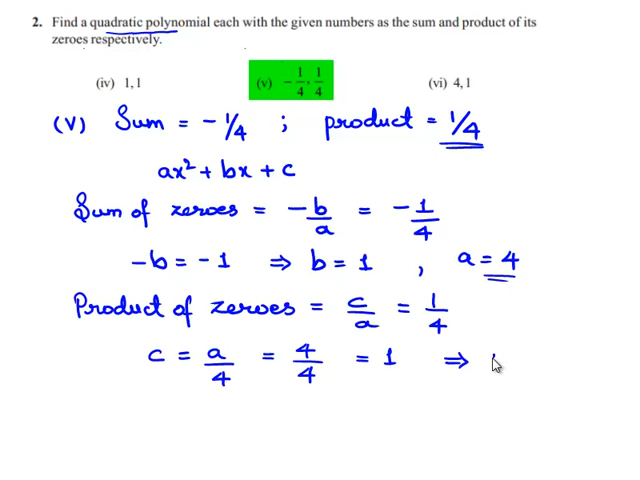 2. Find a quadratic polynomial each with the given numbers as the sum and product of its
zeroes respectively.
(iv) 1, 1 (v) -1/4, 1/4 (vi) 4, 1
(V) Sum = - 1/4 ; product = 1/4
ax² + bx + c
Sum of zeroes = -b/a = -1/4
-b = -1 ⇒ b = 1 , a = 4
Product of zeroes = c/a = 1/4
c = a/4 = 4/4 = 1 ⇒